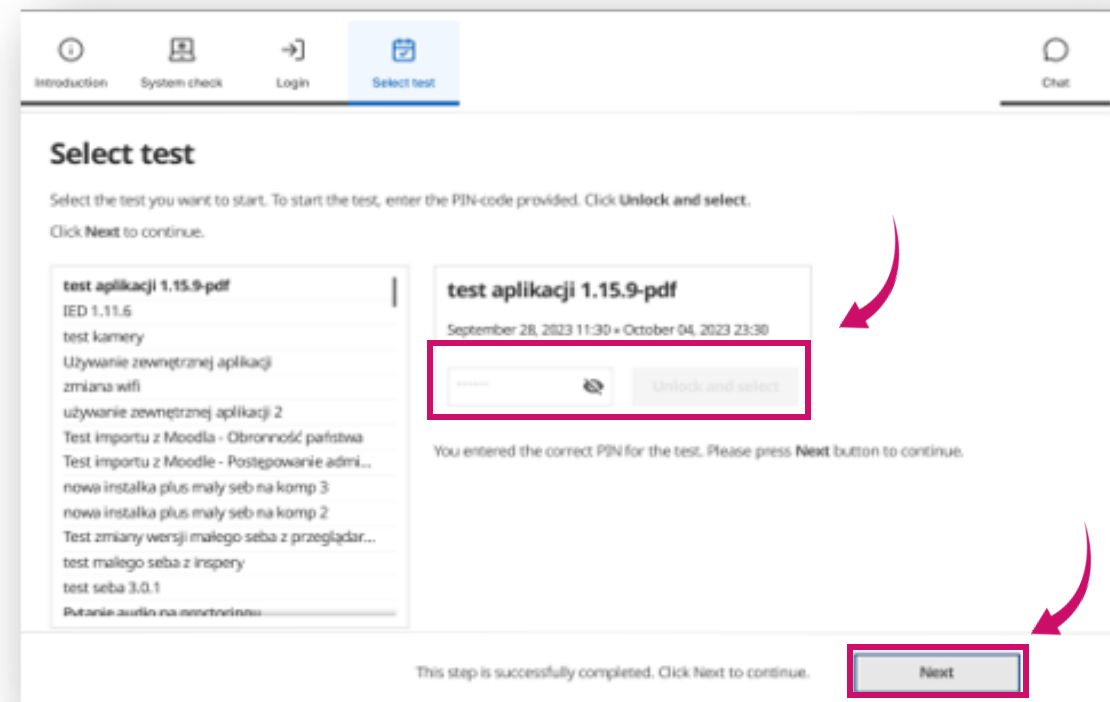 Introduction
System check
Login
Select test
Chat
Select test
Select the test you want to start. To start the test, enter the PIN-code provided. Click Unlock and select.
Click Next to continue.
test aplikacji 1.15.9-pdf
IED 1.11.6
test kamery
Używanie zewnętrznej aplikacji
zmiana wifi
używanie zewnętrznej aplikacji 2
Test importu z Moodla - Obronność państwa
Test importu z Moodle - Postępowanie admi...
nowa instalka plus maly seb na komp 3
nowa instalka plus maly seb na komp 2
Test zmiany wersji małego seba z przeglądar...
test małego seba z inspery
test seba 3.0.1
Pytanie audio na proctoringu
test aplikacji 1.15.9-pdf
September 28, 2023 11:30 • October 04, 2023 23:30
Unlock and select
You entered the correct PIN for the test. Please press Next button to continue.
This step is successfully completed. Click Next to continue.
Next